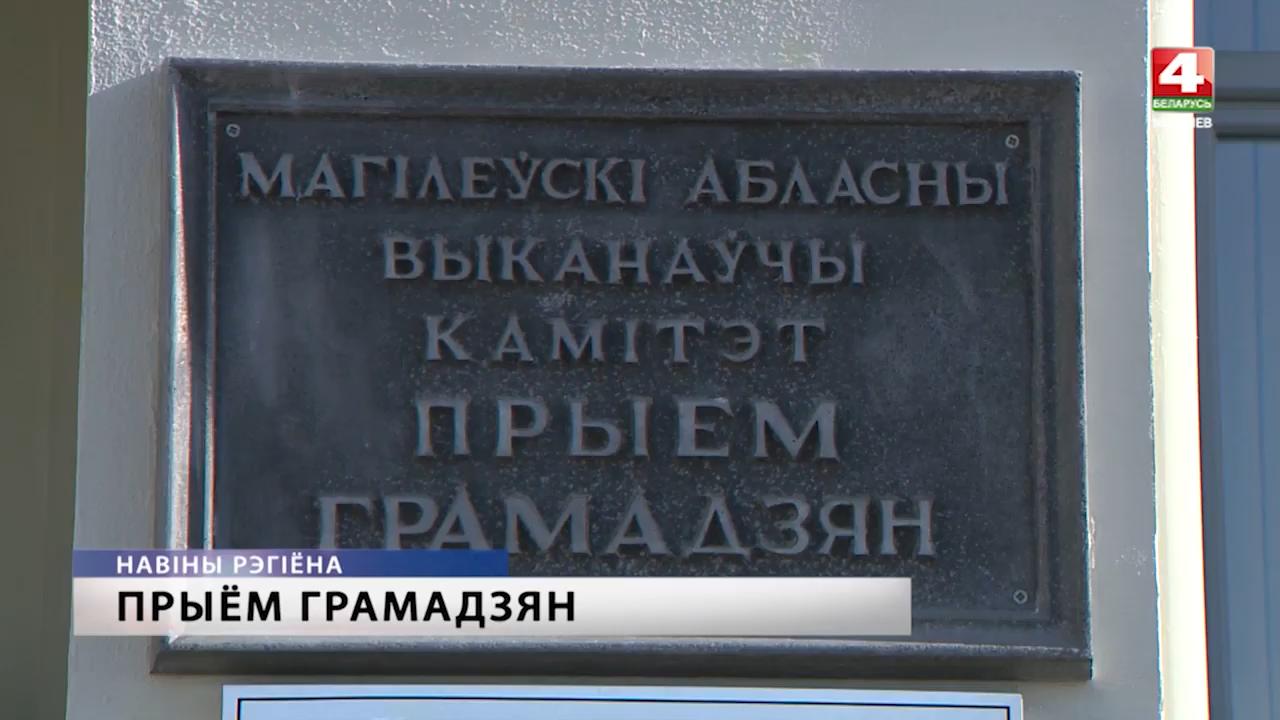 4
БЕЛАРУСЬ
МАГІЛЕЎСКІ АБЛАСНЫ
ВЫКАНАЎЧЫ
КАМІТЭТ
ПРЫЕМ
ГРАМАДЗЯН
НАВІНЫ РЭГІЁНА
ПРЫЁМ ГРАМАДЗЯН